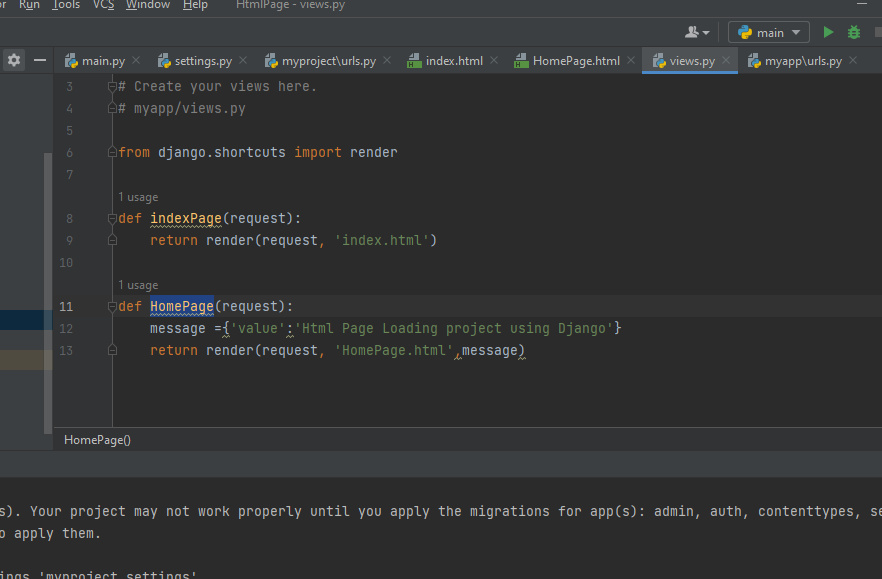 Run Tools VCS Window Help HtmlPage - views.py
main
main.py settings.py myproject\urls.py index.html HomePage.html views.py myapp\urls.py
3 # Create your views here.
4 # myapp/views.py
5
6 from django.shortcuts import render
7
1 usage
8 def indexPage(request):
9 return render(request, 'index.html')
10
1 usage
11 def HomePage(request):
12 message ={'value':'Html Page Loading project using Django'}
13 return render(request, 'HomePage.html',message)
HomePage()
s). Your project may not work properly until you apply the migrations for app(s): admin, auth, contenttypes, se
o apply them.
ings 'myproject.settings'